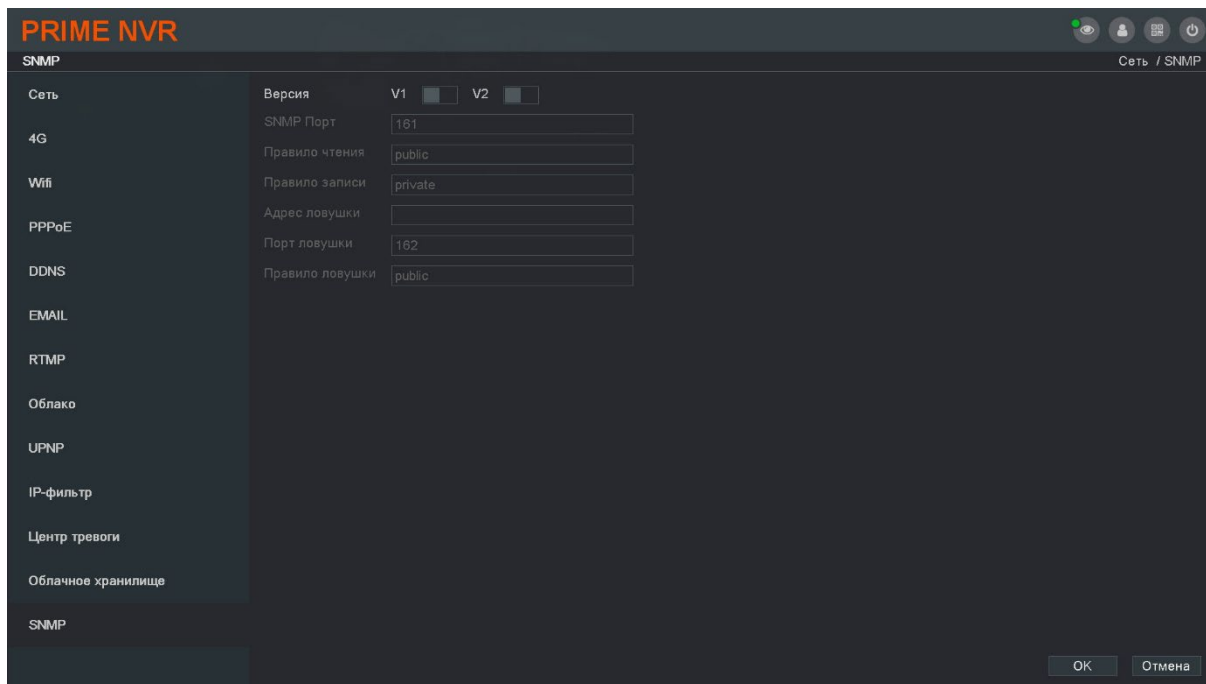 PRIME NVR
SNMP
Сеть / SNMP
Сеть
4G
Wifi
PPPoE
DDNS
EMAIL
RTMP
Облако
UPNP
IP-фильтр
Центр тревоги
Облачное хранилище
SNMP
Версия V1 V2
SNMP Порт 161
Правило чтения public
Правило записи private
Адрес ловушки
Порт ловушки 162
Правило ловушки public
OK Отмена